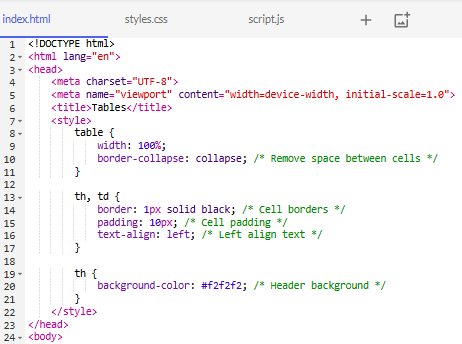 index.html styles.css script.js
1 <!DOCTYPE html>
2 <html lang="en">
3 <head>
4 <meta charset="UTF-8">
5 <meta name="viewport" content="width=device-width, initial-scale=1.0">
6 <title>Tables</title>
7 <style>
8 table {
9 width: 100%;
10 border-collapse: collapse; /* Remove space between cells */
11 }
12
13 th, td {
14 border: 1px solid black; /* Cell borders */
15 padding: 10px; /* Cell padding */
16 text-align: left; /* Left align text */
17 }
18
19 th {
20 background-color: #f2f2f2; /* Header background */
21 }
22 </style>
23 </head>
24 <body>